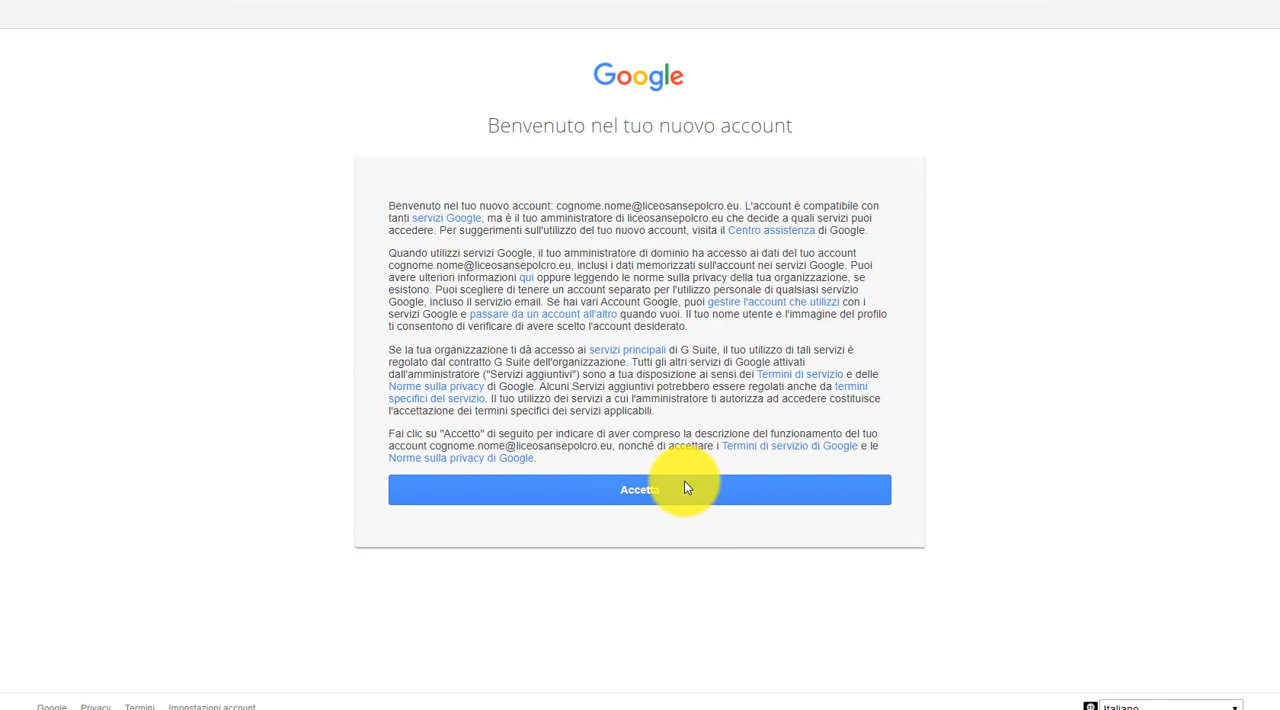 Google
Benvenuto nel tuo nuovo account
Benvenuto nel tuo nuovo account: cognome.nome@liceosansepolcro.eu. L'account è compatibile con
tanti servizi Google, ma è il tuo amministratore di liceosansepolcro.eu che decide a quali servizi puoi
accedere. Per suggerimenti sull'utilizzo del tuo nuovo account, visita il Centro assistenza di Google.
Quando utilizzi servizi Google, il tuo amministratore di dominio ha accesso ai dati del tuo account
cognome.nome@liceosansepolcro.eu, inclusi i dati memorizzati sull'account nei servizi Google. Puoi
avere ulteriori informazioni qui oppure leggendo le norme sulla privacy della tua organizzazione, se
esistono. Puoi scegliere di tenere un account separato per l'utilizzo personale di qualsiasi servizio
Google, incluso il servizio email. Se hai vari Account Google, puoi gestire l'account che utilizzi con i
servizi Google e passare da un account all'altro quando vuoi. Il tuo nome utente e l'immagine del profilo
ti consentono di verificare di avere scelto l'account desiderato.
Se la tua organizzazione ti dà accesso ai servizi principali di G Suite, il tuo utilizzo di tali servizi è
regolato dal contratto G Suite dell'organizzazione. Tutti gli altri servizi di Google attivati
dall'amministratore ("Servizi aggiuntivi") sono a tua disposizione ai sensi dei Termini di servizio e delle
Norme sulla privacy di Google. Alcuni Servizi aggiuntivi potrebbero essere regolati anche da termini
specifici del servizio. Il tuo utilizzo dei servizi a cui l'amministratore ti autorizza ad accedere costituisce
l'accettazione dei termini specifici dei servizi applicabili.
Fai clic su "Accetto" di seguito per indicare di aver compreso la descrizione del funzionamento del tuo
account cognome.nome@liceosansepolcro.eu, nonché di accettare i Termini di servizio di Google e le
Norme sulla privacy di Google.
Accetta
Google Privacy Termini Impostazioni account Italiano